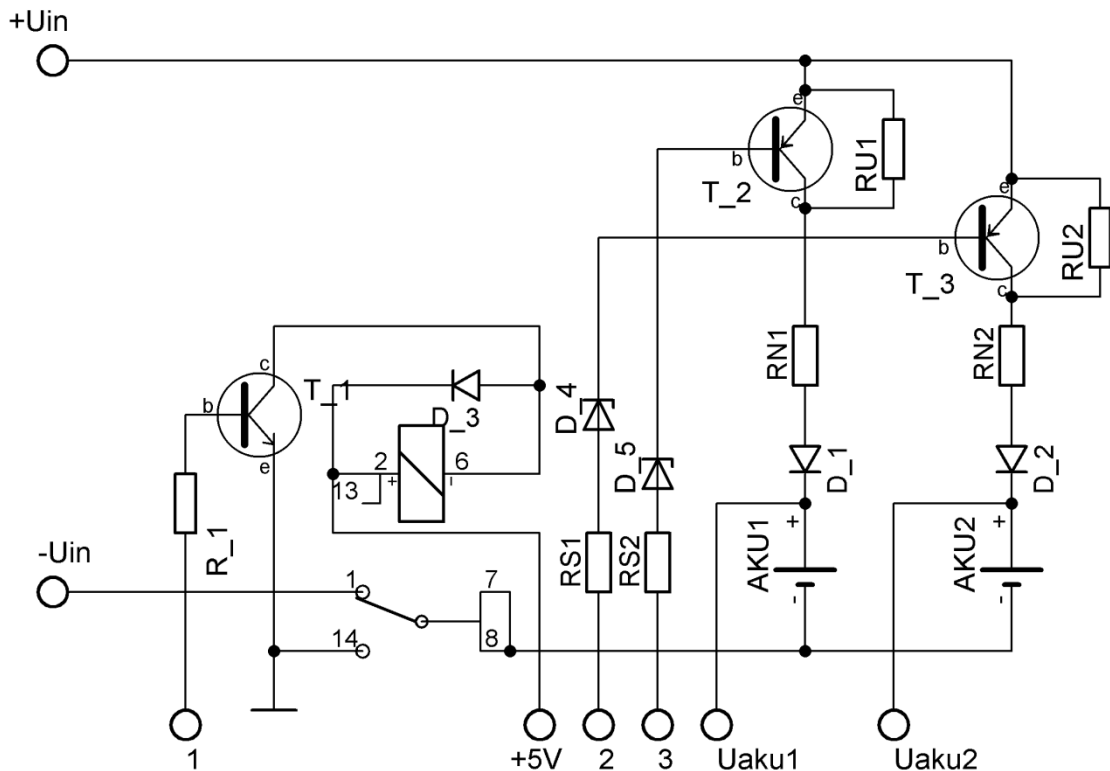 +Uin
e
b
T_2
c
RU1
e
b
T_3
c
RU2
RN1
RN2
c
b
T_1
e
D_3
2
+
6
-
13
D_4
D_5
D_1
D_2
R_1
-Uin
1
14
7
8
RS1
RS2
AKU1
+
-
AKU2
+
-
1
+5V
2
3
Uaku1
Uaku2